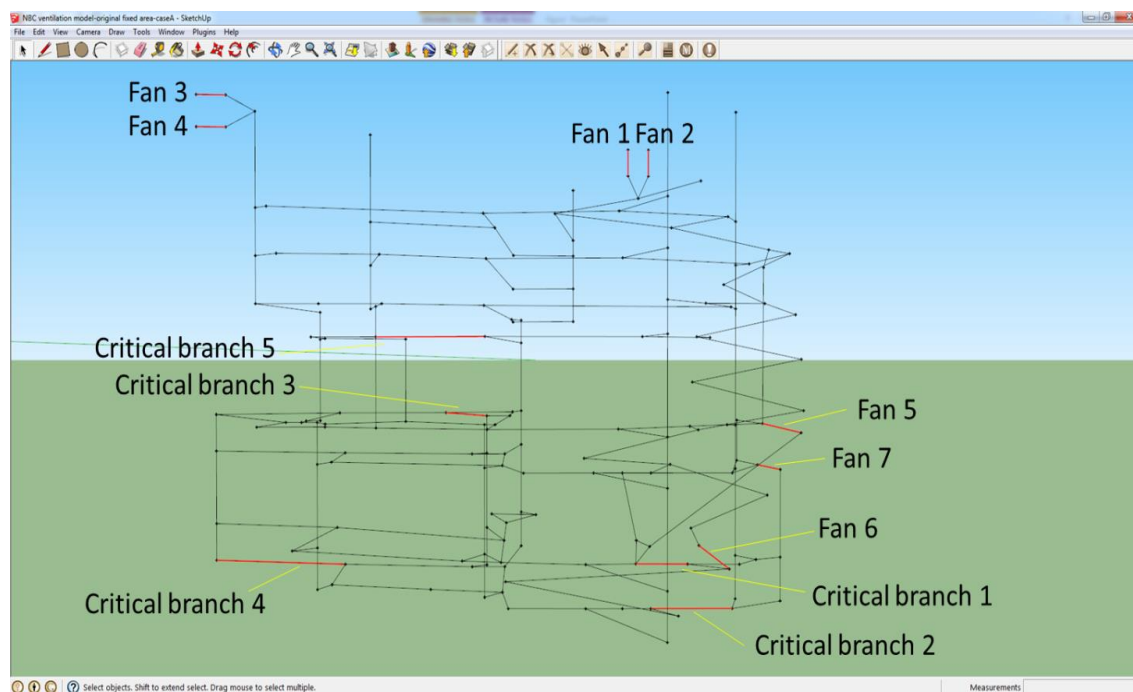 NBC ventilation model-original fixed area-caseA - SketchUp
File Edit View Camera Draw Tools Window Plugins Help
Fan 3
Fan 4
Fan 1 Fan 2
Critical branch 5
Critical branch 3
Fan 5
Fan 7
Fan 6
Critical branch 4
Critical branch 1
Critical branch 2
Select objects. Shift to extend select. Drag mouse to select multiple.
Measurements